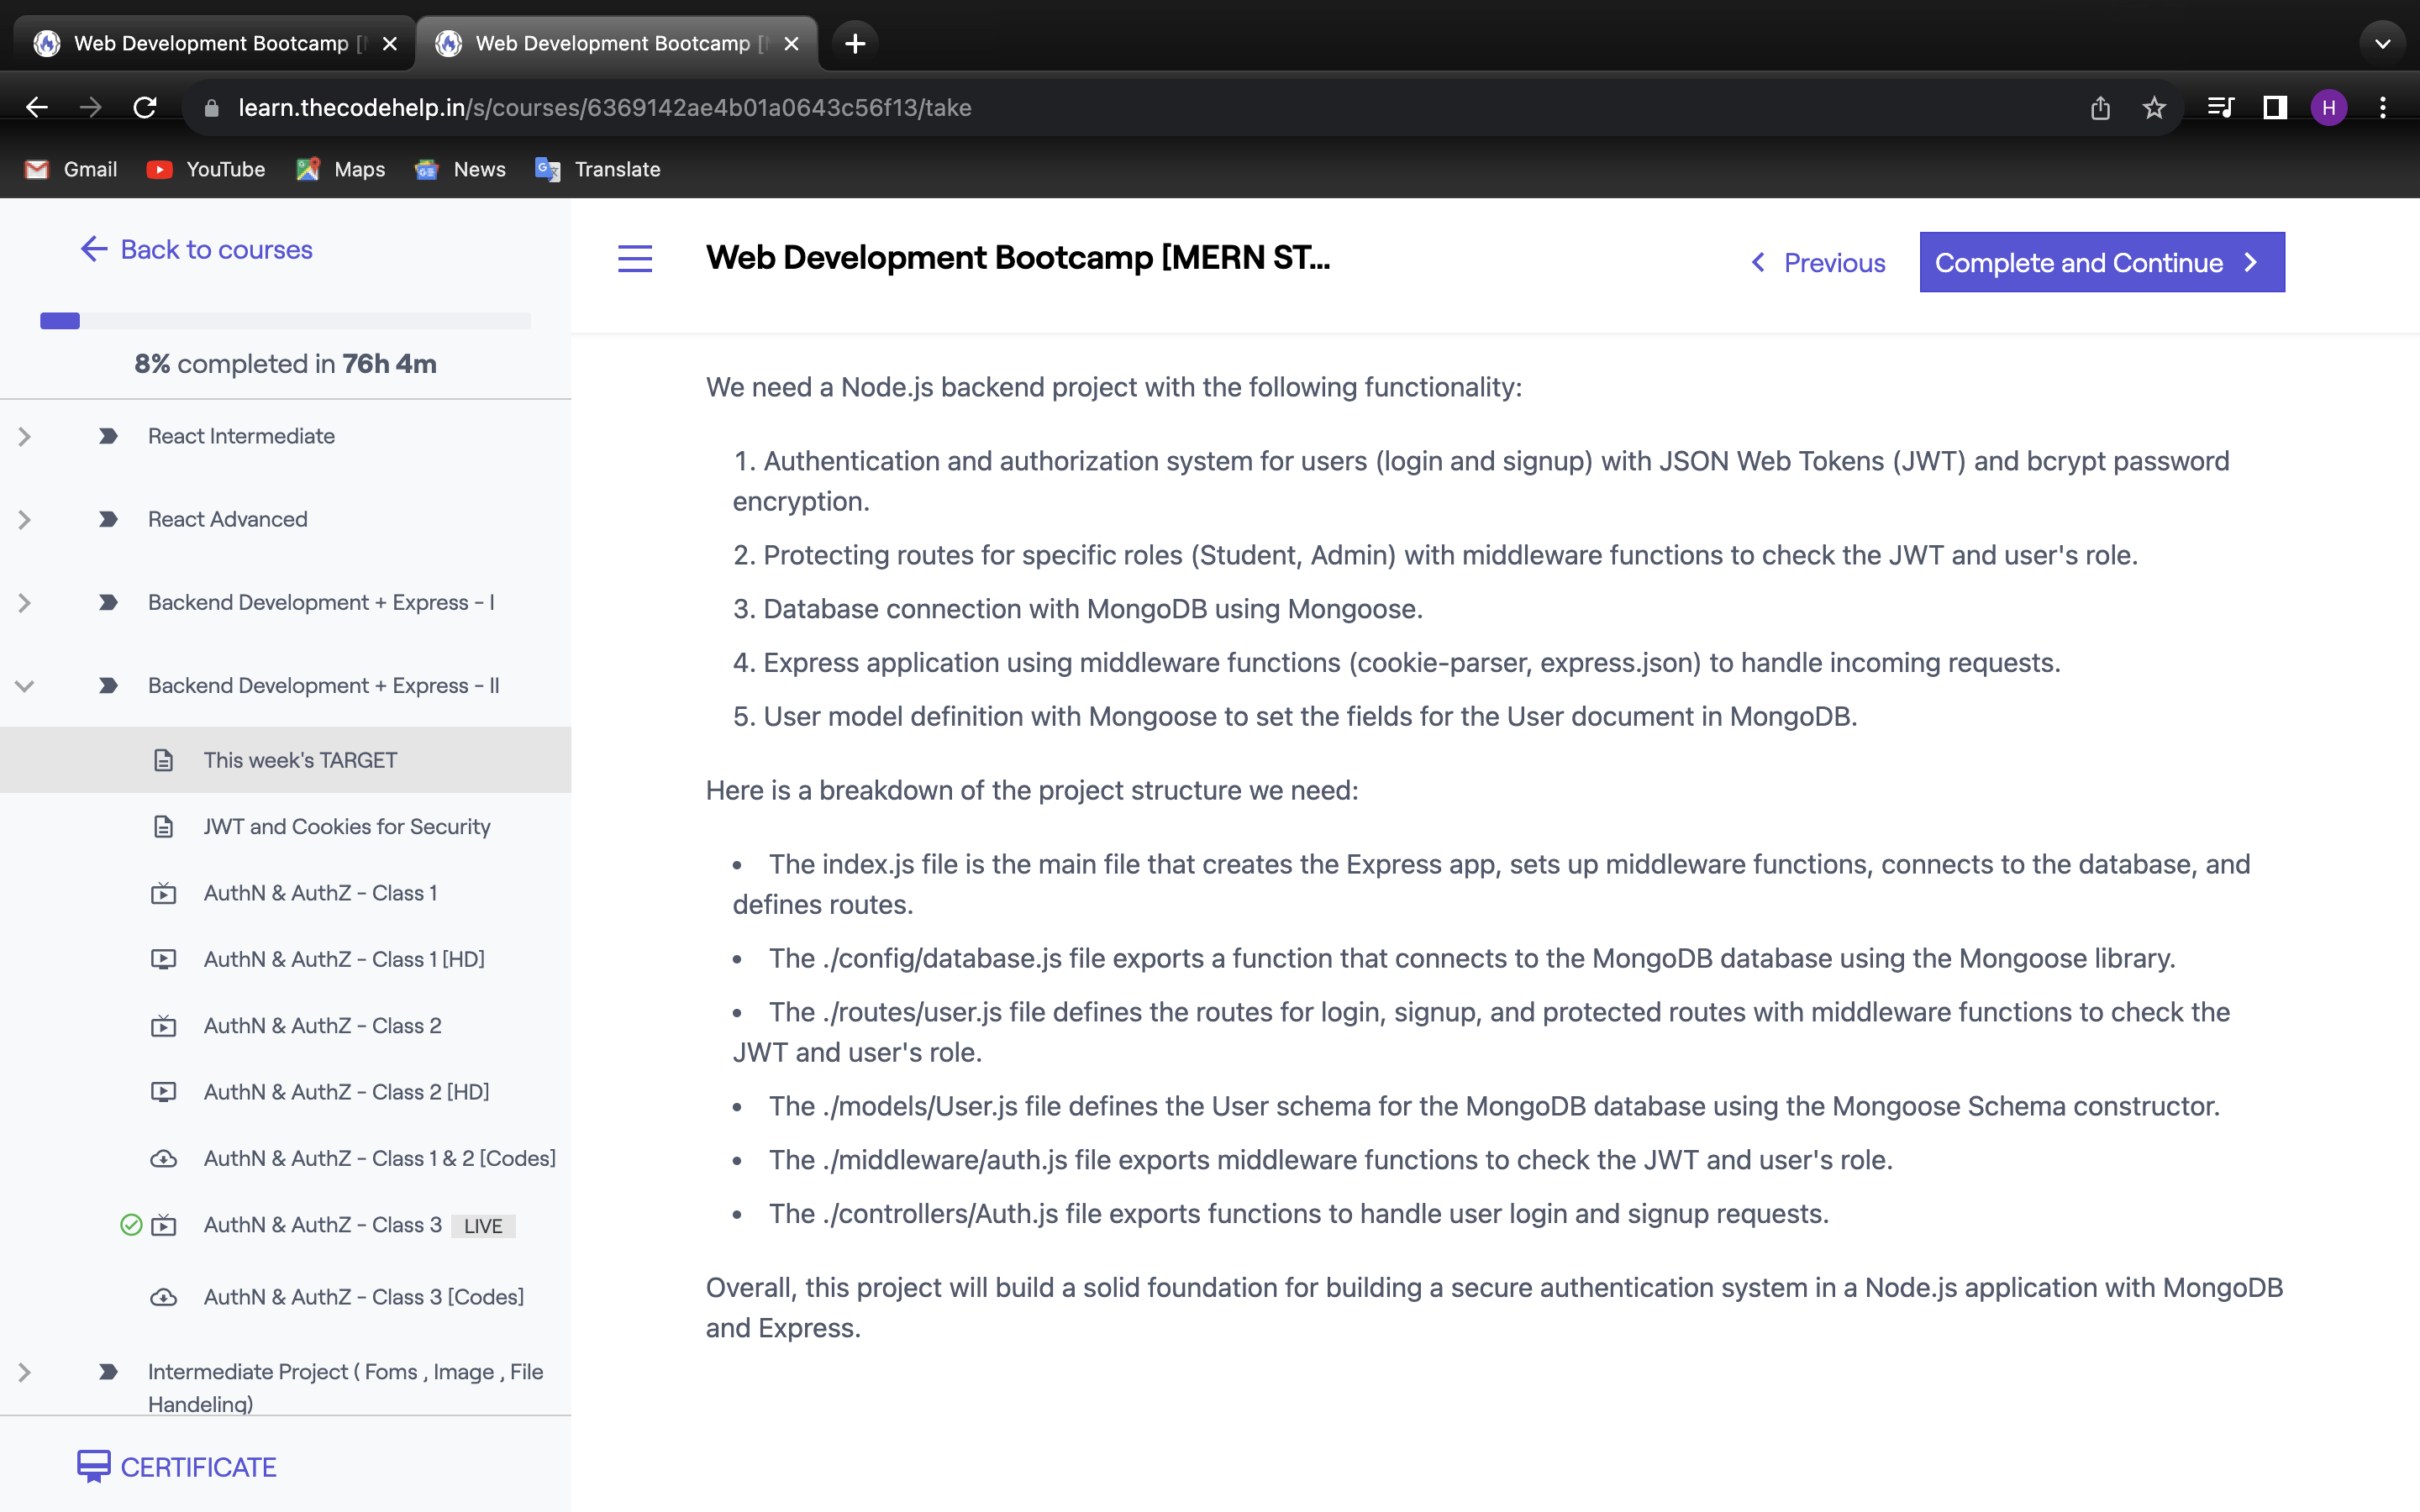 Web Development Bootcamp [
Web Development Bootcamp [
learn.thecodehelp.in/s/courses/6369142ae4b01a0643c56f13/take
H
Gmail
YouTube
Maps
News
Translate
Back to courses
8% completed in 76h 4m
React Intermediate
React Advanced
Backend Development + Express - I
Backend Development + Express - II
This week's TARGET
JWT and Cookies for Security
AuthN & AuthZ - Class 1
AuthN & AuthZ - Class 1 [HD]
AuthN & AuthZ - Class 2
AuthN & AuthZ - Class 2 [HD]
AuthN & AuthZ - Class 1 & 2 [Codes]
AuthN & AuthZ - Class 3 LIVE
AuthN & AuthZ - Class 3 [Codes]
Intermediate Project ( Foms , Image , File
Handeling)
CERTIFICATE
Web Development Bootcamp [MERN ST...
Previous
Complete and Continue
We need a Node.js backend project with the following functionality:
1. Authentication and authorization system for users (login and signup) with JSON Web Tokens (JWT) and bcrypt password
encryption.
2. Protecting routes for specific roles (Student, Admin) with middleware functions to check the JWT and user's role.
3. Database connection with MongoDB using Mongoose.
4. Express application using middleware functions (cookie-parser, express.json) to handle incoming requests.
5. User model definition with Mongoose to set the fields for the User document in MongoDB.
Here is a breakdown of the project structure we need:
• The index.js file is the main file that creates the Express app, sets up middleware functions, connects to the database, and
defines routes.
• The ./config/database.js file exports a function that connects to the MongoDB database using the Mongoose library.
• The ./routes/user.js file defines the routes for login, signup, and protected routes with middleware functions to check the
JWT and user's role.
• The ./models/User.js file defines the User schema for the MongoDB database using the Mongoose Schema constructor.
• The ./middleware/auth.js file exports middleware functions to check the JWT and user's role.
• The ./controllers/Auth.js file exports functions to handle user login and signup requests.
Overall, this project will build a solid foundation for building a secure authentication system in a Node.js application with MongoDB
and Express.